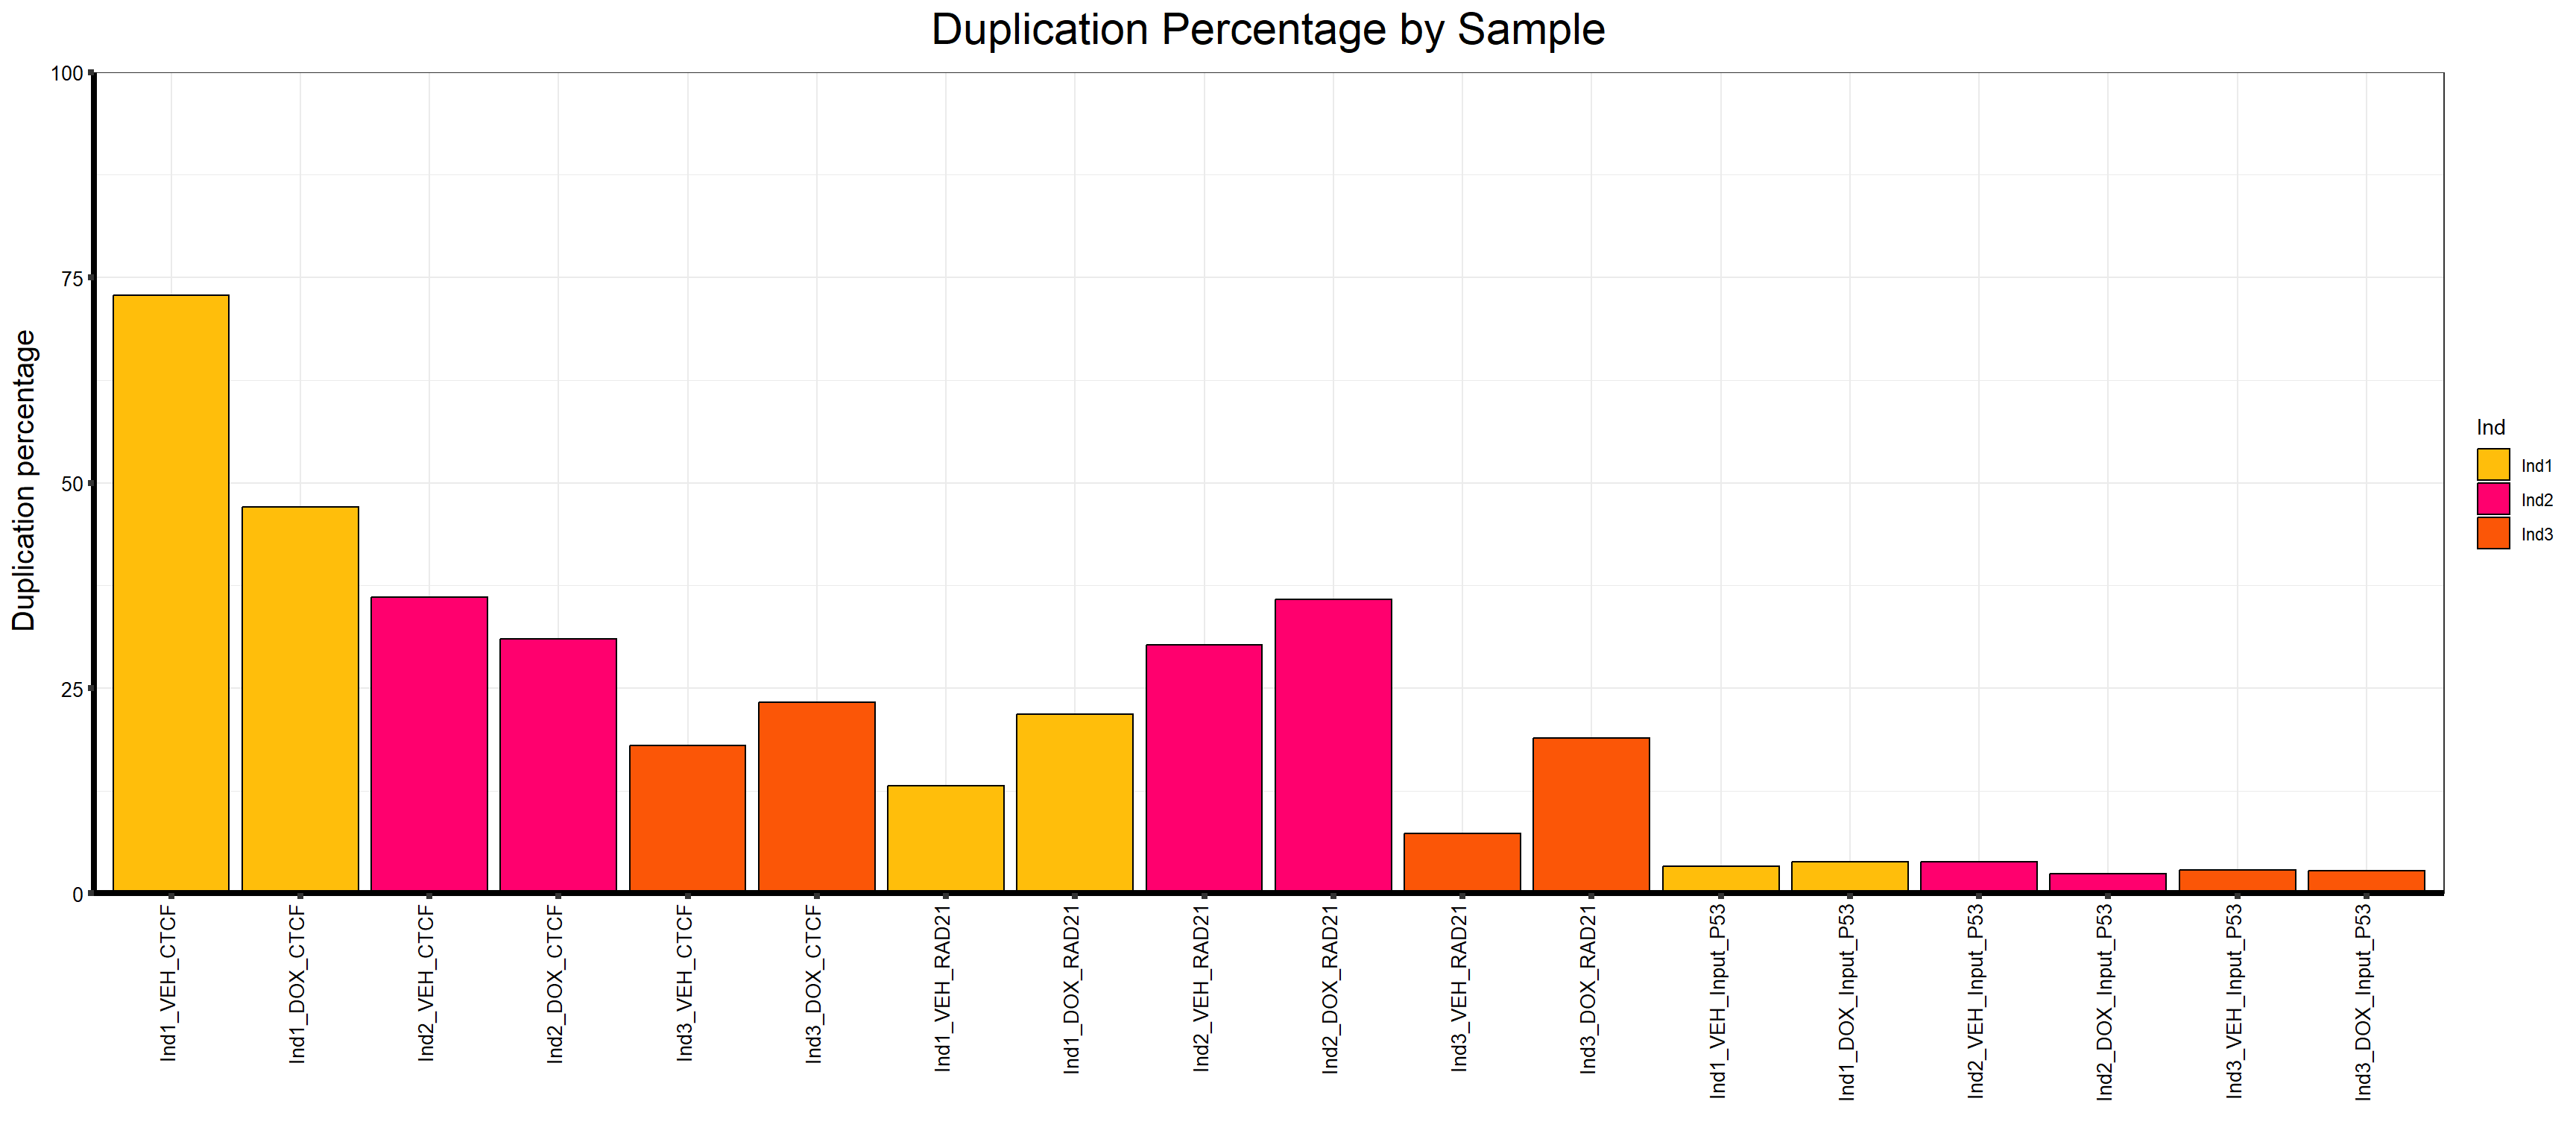 Duplication Percentage by Sample
Duplication percentage
100
75
50
25
0
Ind1_VEH_CTCF
Ind1_DOX_CTCF
Ind2_VEH_CTCF
Ind2_DOX_CTCF
Ind3_VEH_CTCF
Ind3_DOX_CTCF
Ind1_VEH_RAD21
Ind1_DOX_RAD21
Ind2_VEH_RAD21
Ind2_DOX_RAD21
Ind3_VEH_RAD21
Ind3_DOX_RAD21
Ind1_VEH_Input_P53
Ind1_DOX_Input_P53
Ind2_VEH_Input_P53
Ind2_DOX_Input_P53
Ind3_VEH_Input_P53
Ind3_DOX_Input_P53
Ind
Ind1
Ind2
Ind3